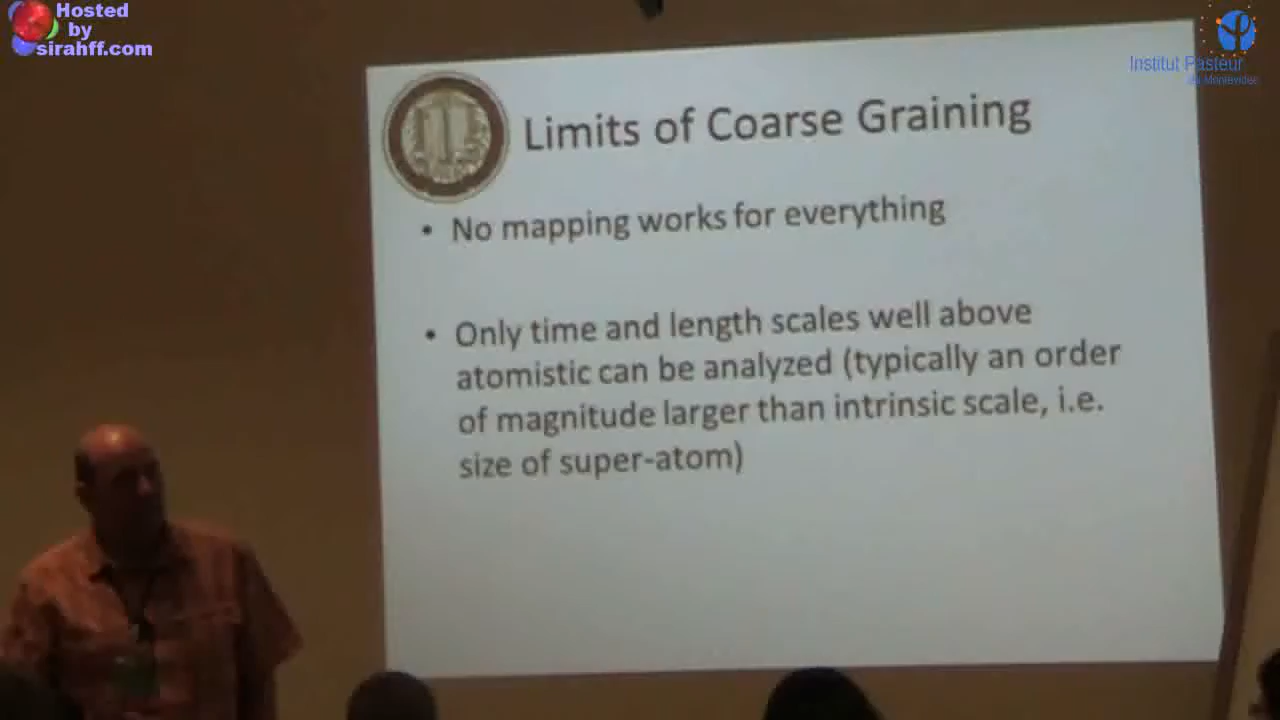 Hosted
by
sirahff.com
Institut Pasteur
de Montevideo
Limits of Coarse Graining
• No mapping works for everything
• Only time and length scales well above
atomistic can be analyzed (typically an order
of magnitude larger than intrinsic scale, i.e.
size of super-atom)